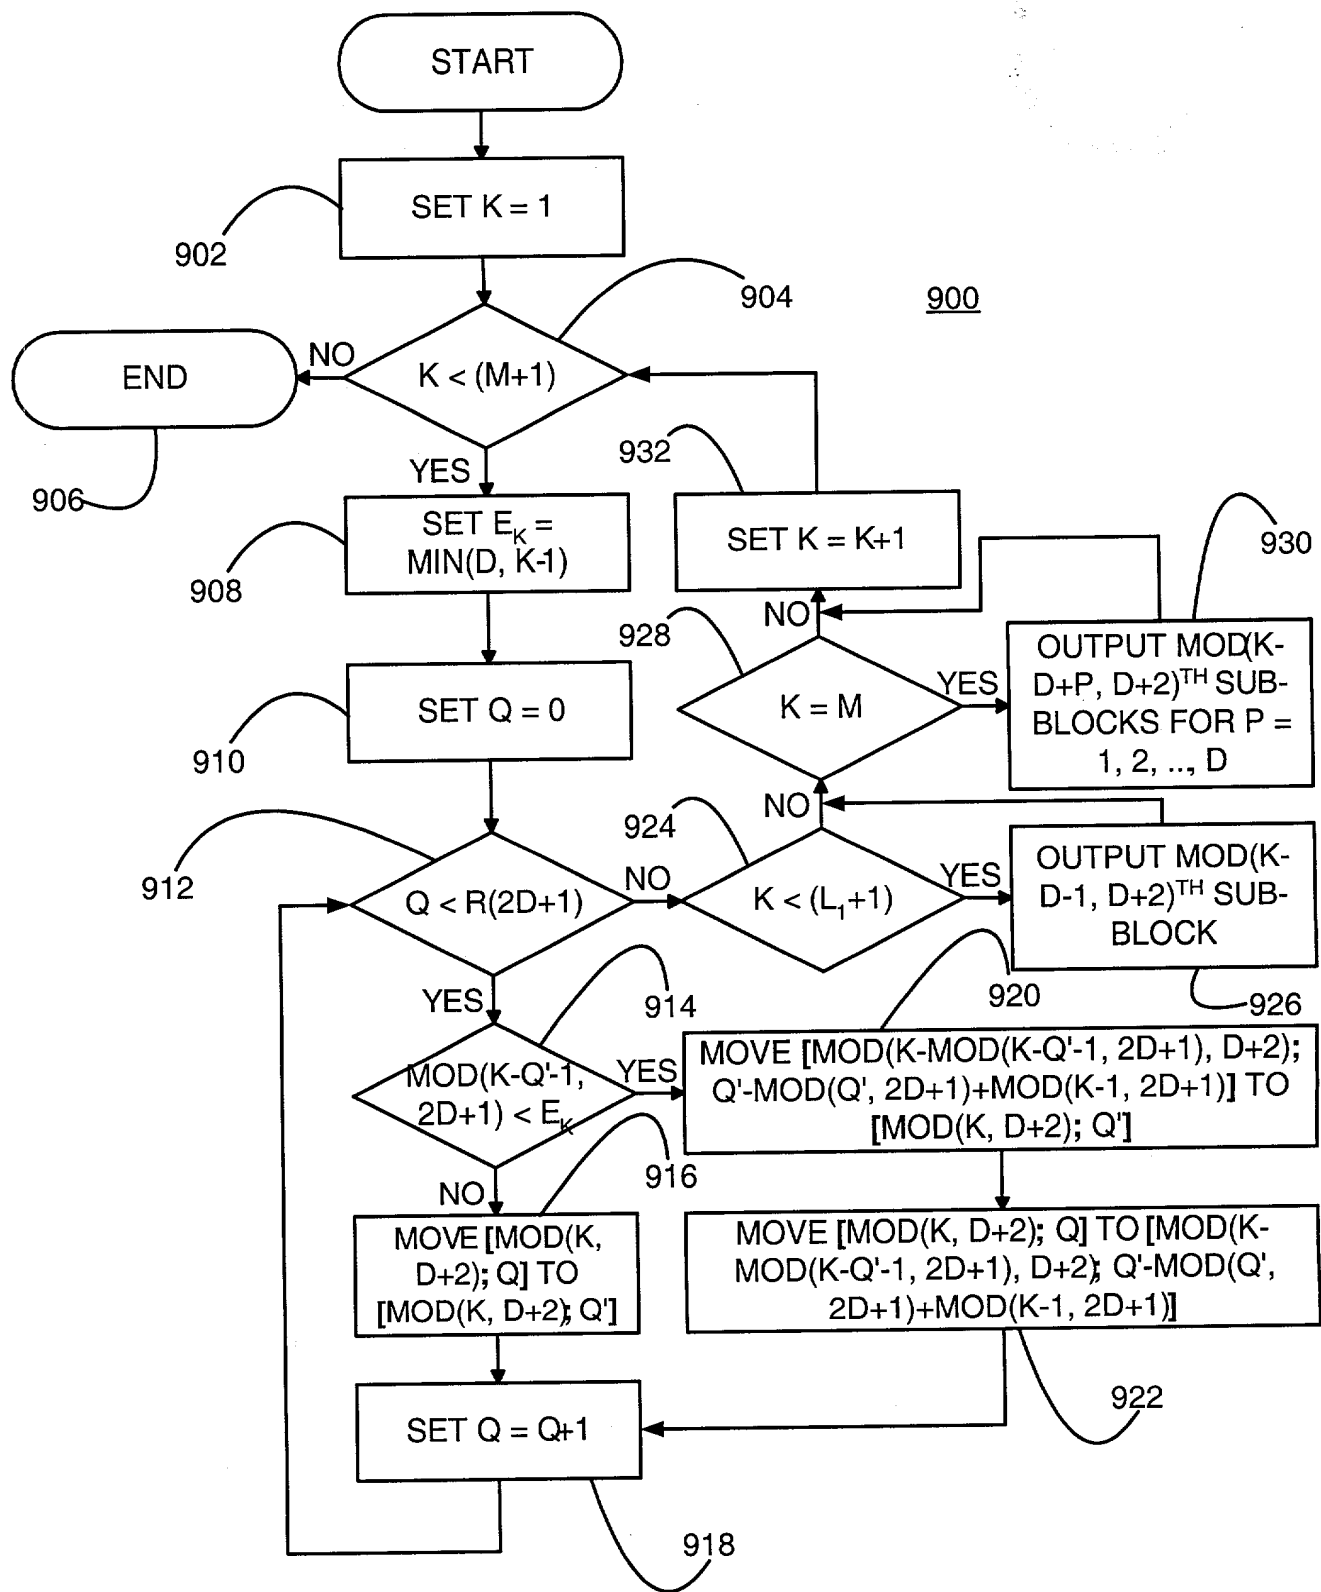 START
SET K = 1
902
904
900
K < (M+1)
NO
END
906
YES
932
SET E_K =
MIN(D, K-1)
908
SET K = K+1
930
NO
928
SET Q = 0
910
K = M
YES
OUTPUT MOD(K-
D+P, D+2)^TH SUB-
BLOCKS FOR P =
1, 2, .., D
NO
924
912
Q < R(2D+1)
NO
K < (L_1+1)
YES
OUTPUT MOD(K-
D-1, D+2)^TH SUB-
BLOCK
926
YES
914
920
MOD(K-Q'-1,
2D+1) < E_K
YES
MOVE [MOD(K-MOD(K-Q'-1, 2D+1), D+2);
Q'-MOD(Q', 2D+1)+MOD(K-1, 2D+1)] TO
[MOD(K, D+2); Q']
916
NO
MOVE [MOD(K,
D+2); Q] TO
[MOD(K, D+2); Q']
MOVE [MOD(K, D+2); Q] TO [MOD(K-
MOD(K-Q'-1, 2D+1), D+2); Q'-MOD(Q',
2D+1)+MOD(K-1, 2D+1)]
922
SET Q = Q+1
918